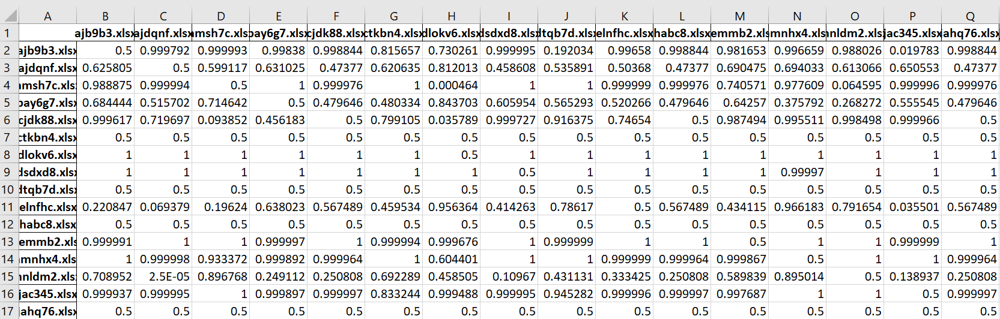 A B C D E F G H I J K L M N O P Q
1 ajb9b3.xlsx ajdqnf.xlsx amsh7c.xlsx bay6g7.xlsx cjdk88.xlsx ctkbn4.xlsx dlokv6.xlsx dsdxd8.xlsx dtqb7d.xlsx elnfhc.xlsx habc8.xlsx emmb2.xls mnhx4.xls nldm2.xlsx jac345.xlsx jahq76.xlsx
2 ajb9b3.xlsx 0.5 0.999792 0.999993 0.99838 0.998844 0.815657 0.730261 0.999995 0.192034 0.99658 0.998844 0.981653 0.996659 0.988026 0.019783 0.998844
3 ajdqnf.xlsx 0.625805 0.5 0.599117 0.631025 0.47377 0.620635 0.812013 0.458608 0.535891 0.50368 0.47377 0.690475 0.694033 0.613066 0.650553 0.47377
4 amsh7c.xlsx 0.988875 0.999994 0.5 1 0.999976 1 0.000464 1 1 0.999999 0.999976 0.740571 0.977609 0.064595 0.999996 0.999976
5 bay6g7.xlsx 0.684444 0.515702 0.714642 0.5 0.479646 0.480334 0.843703 0.605954 0.565293 0.520266 0.479646 0.64257 0.375792 0.268272 0.555545 0.479646
6 cjdk88.xlsx 0.999617 0.719697 0.093852 0.456183 0.5 0.799105 0.035789 0.999727 0.916375 0.74654 0.5 0.987494 0.995511 0.998498 0.999966 0.5
7 ctkbn4.xlsx 0.5 0.5 0.5 0.5 0.5 0.5 0.5 0.5 0.5 0.5 0.5 0.5 0.5 0.5 0.5 0.5
8 dlokv6.xlsx 1 1 1 1 1 1 0.5 1 1 1 1 1 1 1 1 1
9 dsdxd8.xlsx 1 1 1 1 1 1 1 0.5 1 1 1 1 0.99997 1 1 1
10 dtqb7d.xlsx 0.5 0.5 0.5 0.5 0.5 0.5 0.5 0.5 0.5 0.5 0.5 0.5 0.5 0.5 0.5 0.5
11 elnfhc.xlsx 0.220847 0.069379 0.19624 0.638023 0.567489 0.459534 0.956364 0.414263 0.78617 0.5 0.567489 0.434115 0.966183 0.791654 0.035501 0.567489
12 habc8.xlsx 0.5 0.5 0.5 0.5 0.5 0.5 0.5 0.5 0.5 0.5 0.5 0.5 0.5 0.5 0.5 0.5
13 emmb2.xls 0.999991 1 1 0.999997 1 0.999994 0.999676 1 0.999999 1 1 0.5 1 1 0.999999 1
14 mnhx4.xls 1 0.999998 0.933372 0.999892 0.999964 1 0.604401 1 1 0.999999 0.999964 0.999867 0.5 1 1 0.999964
15 nldm2.xlsx 0.708952 2.5E-05 0.896768 0.249112 0.250808 0.692289 0.458505 0.10967 0.431131 0.333425 0.250808 0.589839 0.895014 0.5 0.138937 0.250808
16 jac345.xlsx 0.999937 0.999995 1 0.999897 0.999997 0.833244 0.999488 0.999995 0.945282 0.999996 0.999997 0.997687 1 1 0.5 0.999997
17 jahq76.xlsx 0.5 0.5 0.5 0.5 0.5 0.5 0.5 0.5 0.5 0.5 0.5 0.5 0.5 0.5 0.5 0.5